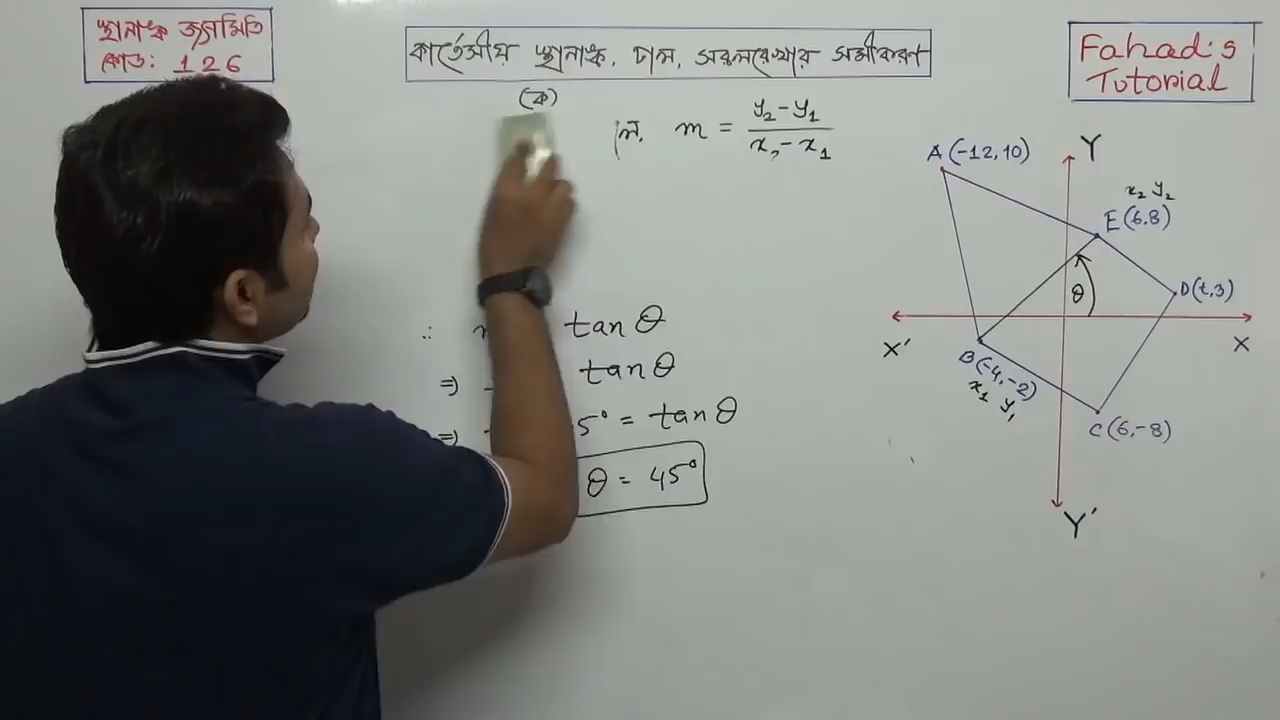 স্থানাঙ্ক জ্যামিতি
কোড: 126
কার্তেসীয় স্থানাঙ্ক, ঢাল, সরলরেখার সমীকরণ
Fahad's
Tutorial
(ক)
m = y₂ - y₁ / x₂ - x₁
∴ tan θ
⇒ tan θ
⇒ 5° = tan θ
θ = 45°
A (-12, 10)
Y
x₂ y₂
E (6.8)
θ
D (t, 3)
X'
X
B (-4, -2)
x₁ y₁
C (6, -8)
Y'